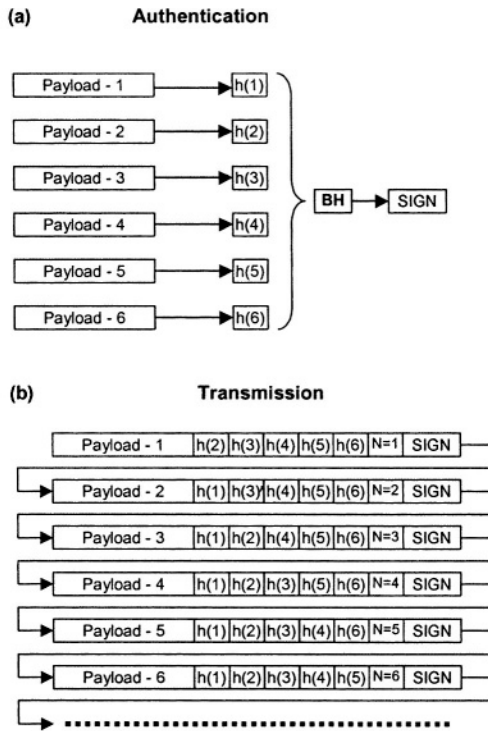 (a) Authentication
Payload - 1 h(1)
Payload - 2 h(2)
Payload - 3 h(3)
BH SIGN
Payload - 4 h(4)
Payload - 5 h(5)
Payload - 6 h(6)
(b) Transmission
Payload - 1 h(2) h(3) h(4) h(5) h(6) N=1 SIGN
Payload - 2 h(1) h(3) h(4) h(5) h(6) N=2 SIGN
Payload - 3 h(1) h(2) h(4) h(5) h(6) N=3 SIGN
Payload - 4 h(1) h(2) h(3) h(5) h(6) N=4 SIGN
Payload - 5 h(1) h(2) h(3) h(4) h(6) N=5 SIGN
Payload - 6 h(1) h(2) h(3) h(4) h(5) N=6 SIGN